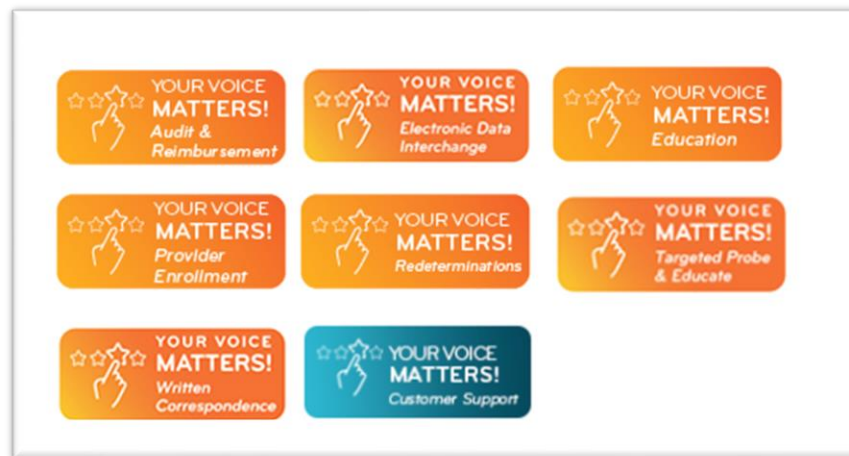 YOUR VOICE
MATTERS!
Audit &
Reimbursement
YOUR VOICE
MATTERS!
Electronic Data
Interchange
YOUR VOICE
MATTERS!
Education
YOUR VOICE
MATTERS!
Provider
Enrollment
YOUR VOICE
MATTERS!
Redeterminations
YOUR VOICE
MATTERS!
Targeted Probe
& Educate
YOUR VOICE
MATTERS!
Written
Correspondence
YOUR VOICE
MATTERS!
Customer Support